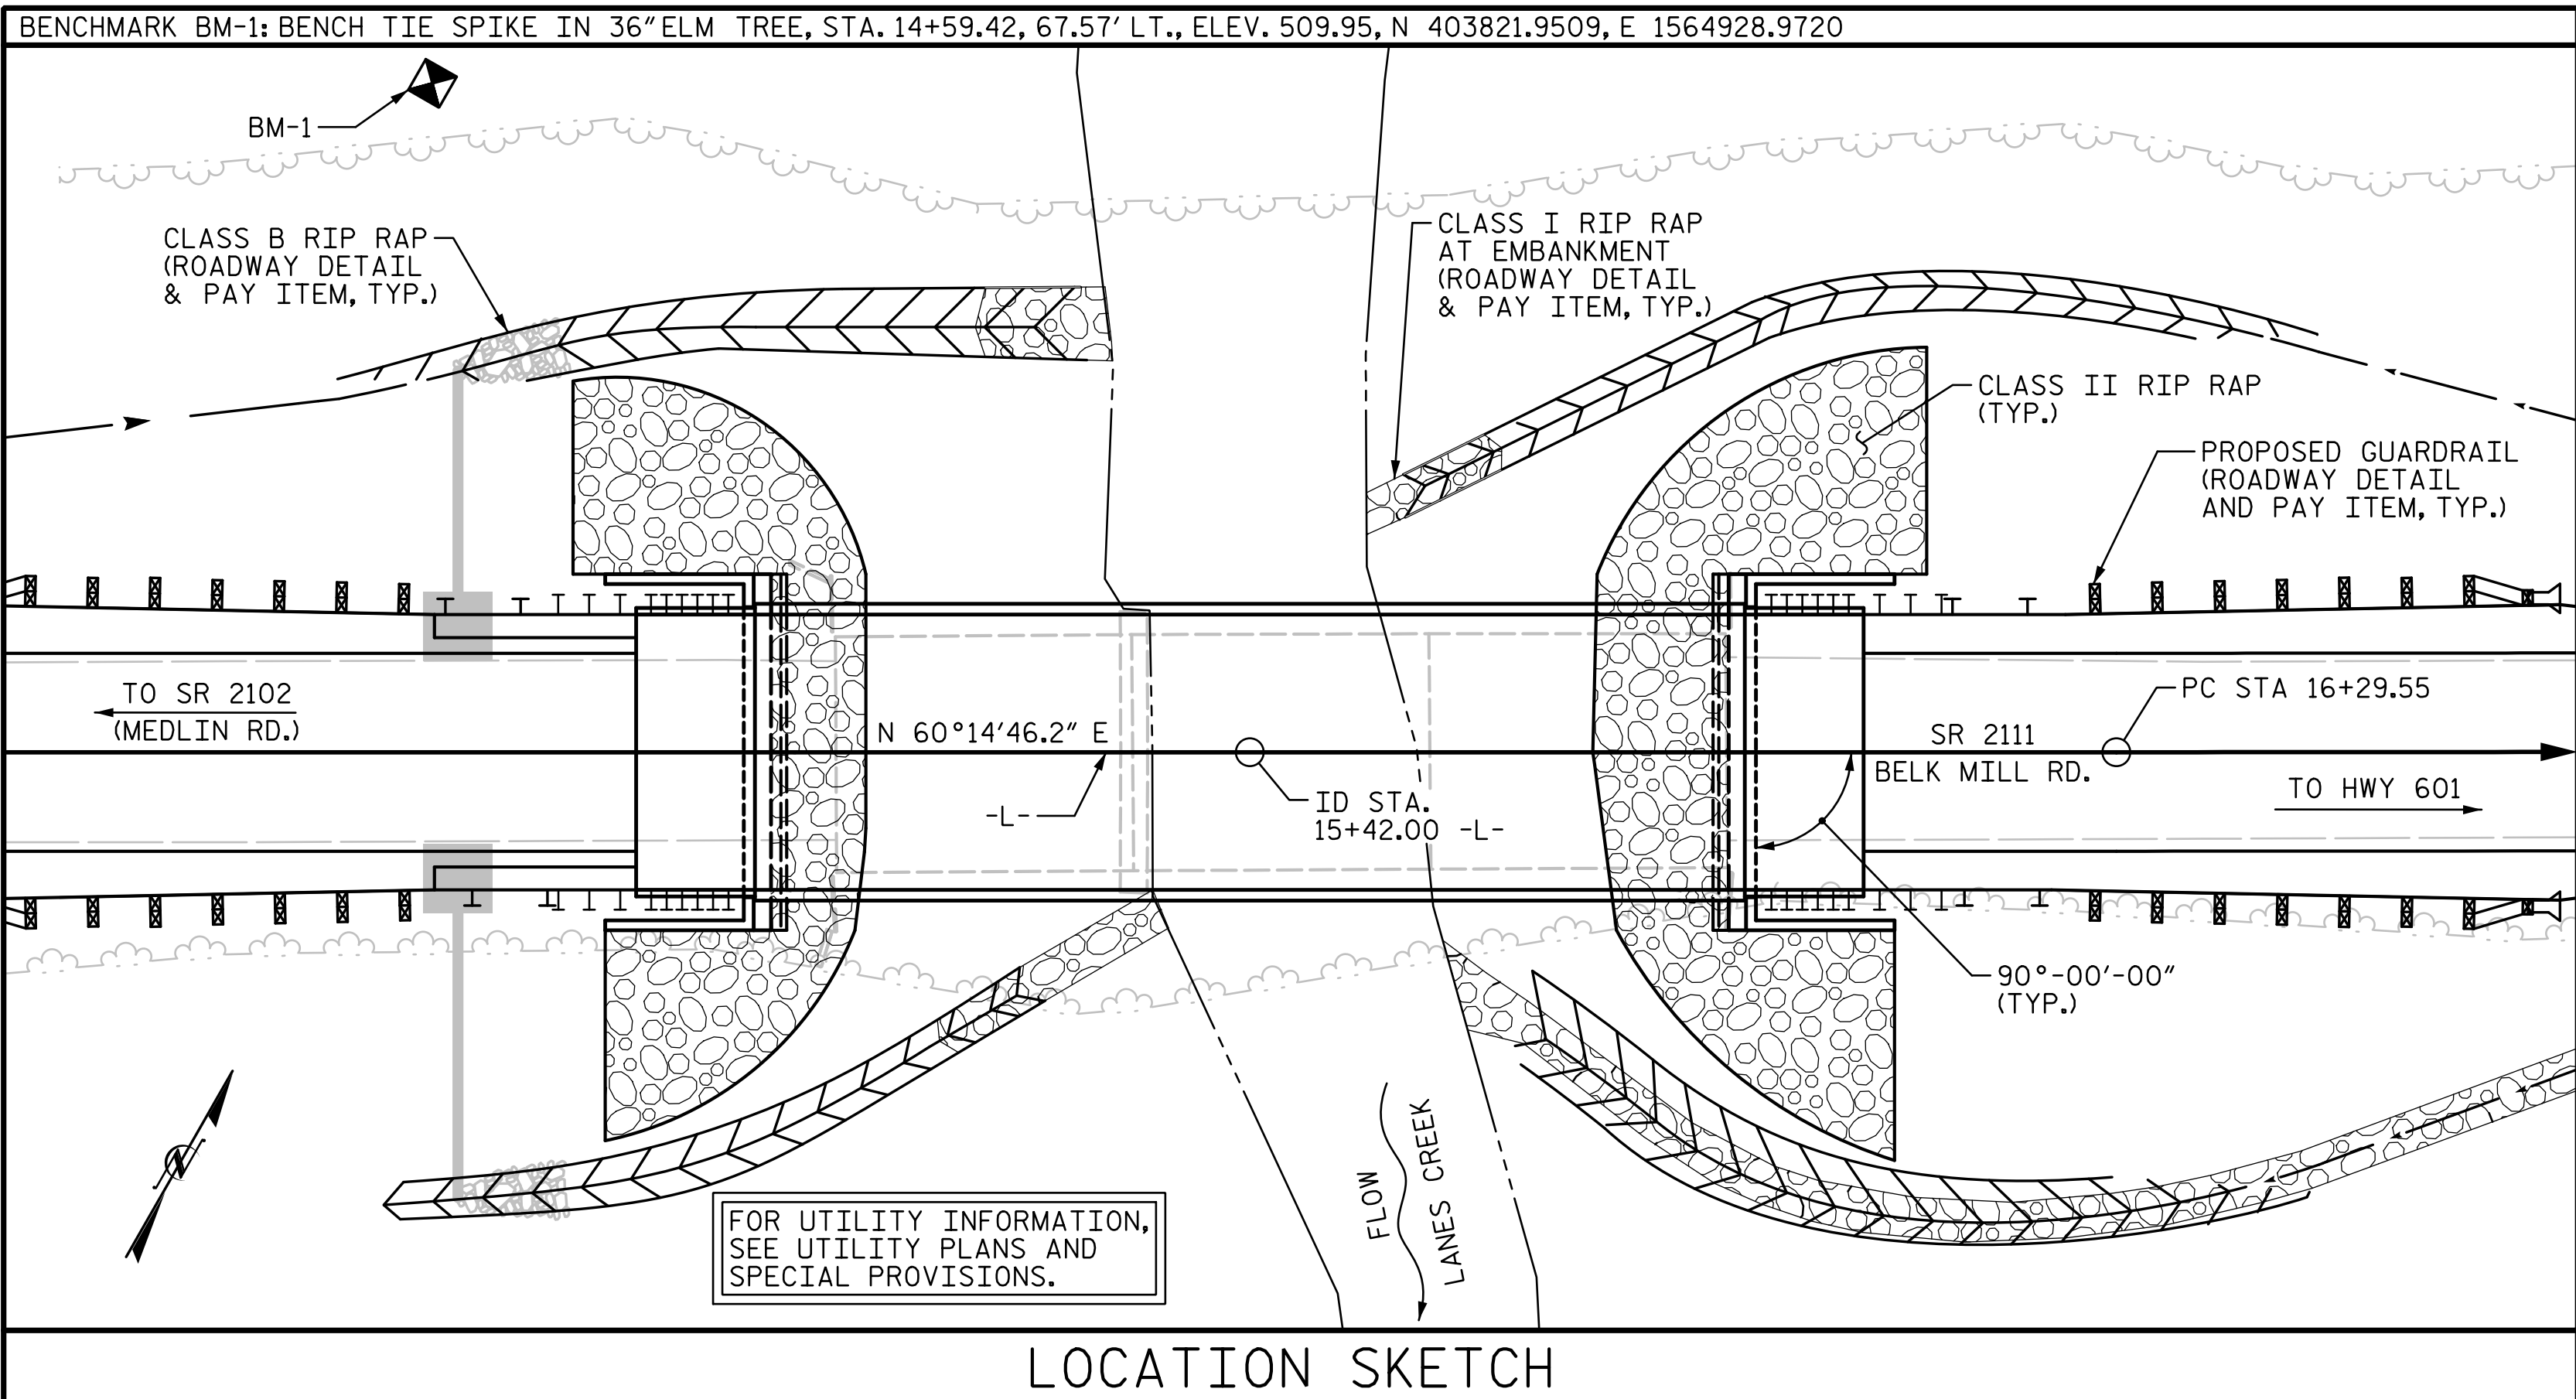 BENCHMARK BM-1: BENCH TIE SPIKE IN 36" ELM TREE, STA. 14+59.42, 67.57' LT., ELEV. 509.95, N 403821.9509, E 1564928.9720
BM-1
CLASS B RIP RAP
(ROADWAY DETAIL
& PAY ITEM, TYP.)
CLASS I RIP RAP
AT EMBANKMENT
(ROADWAY DETAIL
& PAY ITEM, TYP.)
CLASS II RIP RAP
(TYP.)
PROPOSED GUARDRAIL
(ROADWAY DETAIL
AND PAY ITEM, TYP.)
TO SR 2102
(MEDLIN RD.)
N 60°14'46.2" E
-L-
ID STA.
15+42.00 -L-
SR 2111
BELK MILL RD.
PC STA 16+29.55
TO HWY 601
90°-00'-00"
(TYP.)
N
FLOW
LANES CREEK
FOR UTILITY INFORMATION,
SEE UTILITY PLANS AND
SPECIAL PROVISIONS.
LOCATION SKETCH